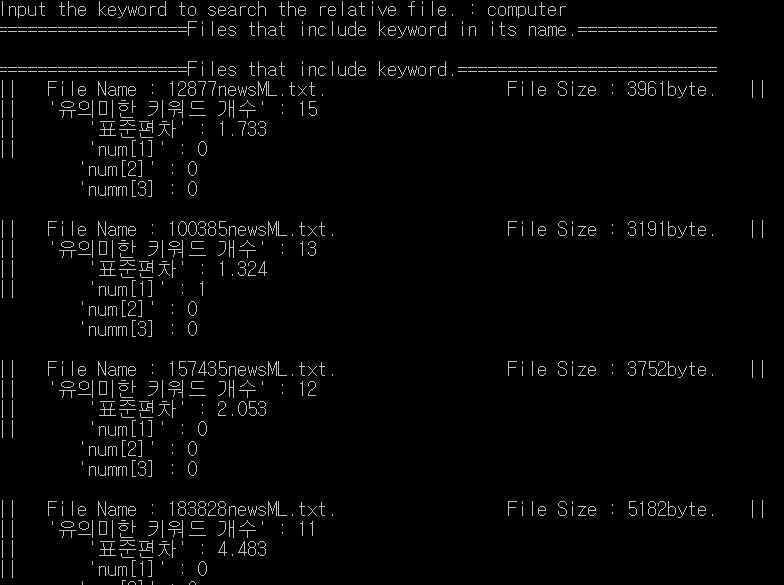 Input the keyword to search the relative file. : computer
===================Files that include keyword in its name.==============
===================Files that include keyword.==========================
|| File Name : 12877newsML.txt. File Size : 3961byte. ||
|| '유의미한 키워드 개수' : 15
|| '표준편차' : 1.733
|| 'num[1]' : 0
'num[2]' : 0
'numm[3] : 0
|| File Name : 100385newsML.txt. File Size : 3191byte. ||
|| '유의미한 키워드 개수' : 13
|| '표준편차' : 1.324
|| 'num[1]' : 1
'num[2]' : 0
'numm[3] : 0
|| File Name : 157435newsML.txt. File Size : 3752byte. ||
|| '유의미한 키워드 개수' : 12
|| '표준편차' : 2.053
|| 'num[1]' : 0
'num[2]' : 0
'numm[3] : 0
|| File Name : 183828newsML.txt. File Size : 5182byte. ||
|| '유의미한 키워드 개수' : 11
|| '표준편차' : 4.483
|| 'num[1]' : 0